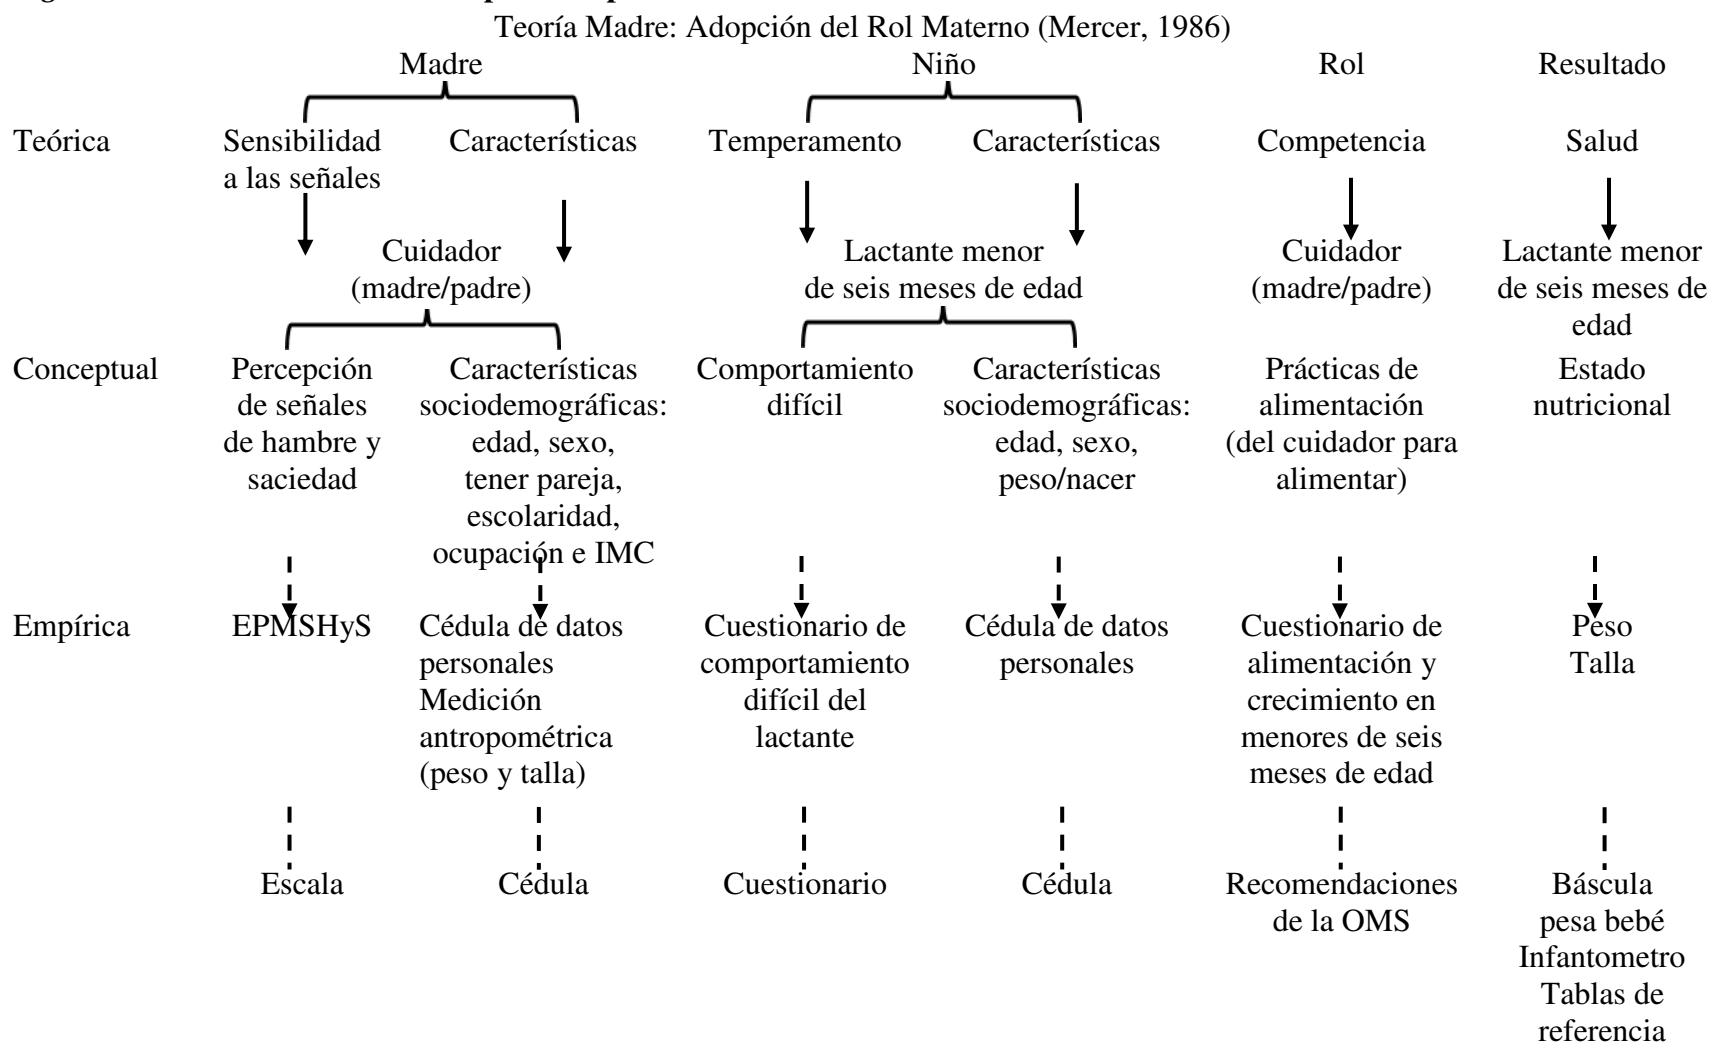 Teoría Madre: Adopción del Rol Materno (Mercer, 1986)
Madre Niño Rol Resultado
Teórica Sensibilidad Características Temperamento Características Competencia Salud
a las señales
Cuidador Lactante menor Cuidador Lactante menor
(madre/padre) de seis meses de edad (madre/padre) de seis meses de
edad
Conceptual Percepción Características Comportamiento Características Prácticas de Estado
de señales sociodemográficas: difícil sociodemográficas: alimentación nutricional
de hambre y edad, sexo, edad, sexo, (del cuidador para
saciedad tener pareja, peso/nacer alimentar)
escolaridad,
ocupación e IMC
Empírica EPMSHyS Cédula de datos Cuestionario de Cédula de datos Cuestionario de Peso
personales comportamiento personales alimentación y Talla
Medición difícil del crecimiento en
antropométrica lactante menores de seis
(peso y talla) meses de edad
Escala Cédula Cuestionario Cédula Recomendaciones Báscula
de la OMS pesa bebé
Infantometro
Tablas de
referencia